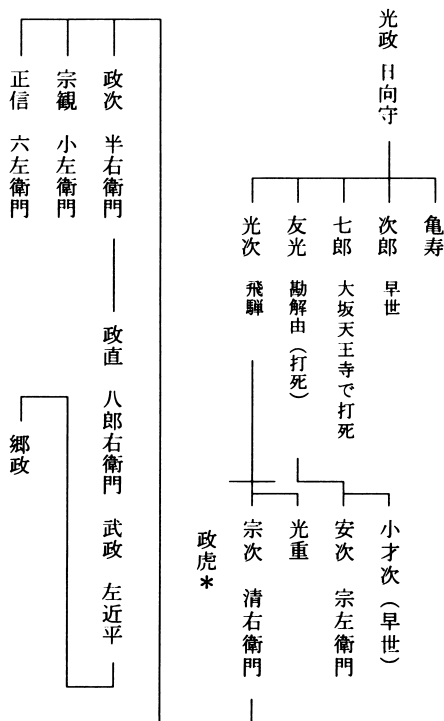 光政 日向守
亀寿
次郎 早世
七郎 大坂天王寺で打死
友光 勘解由（打死）
光次 飛騨
小才次（早世）
安次 宗左衛門
光重
宗次 清右衛門
政虎＊
政次 半右衛門
宗観 小左衛門
正信 六左衛門
政直 八郎右衛門
武政 左近平
郷政